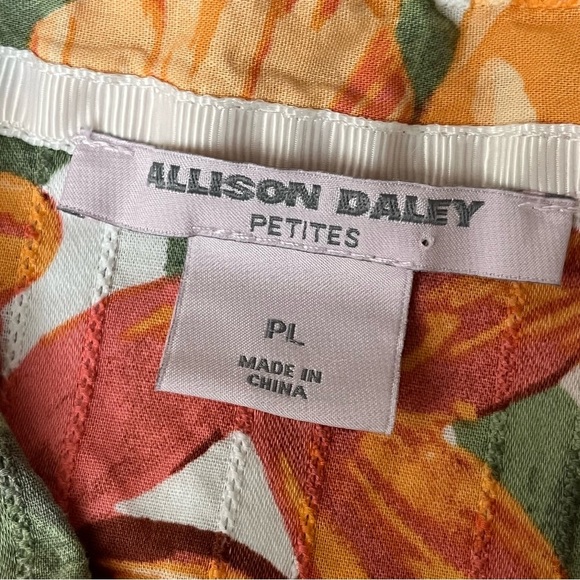 ALLISON DALEY
PETITES
PL
MADE IN
CHINA